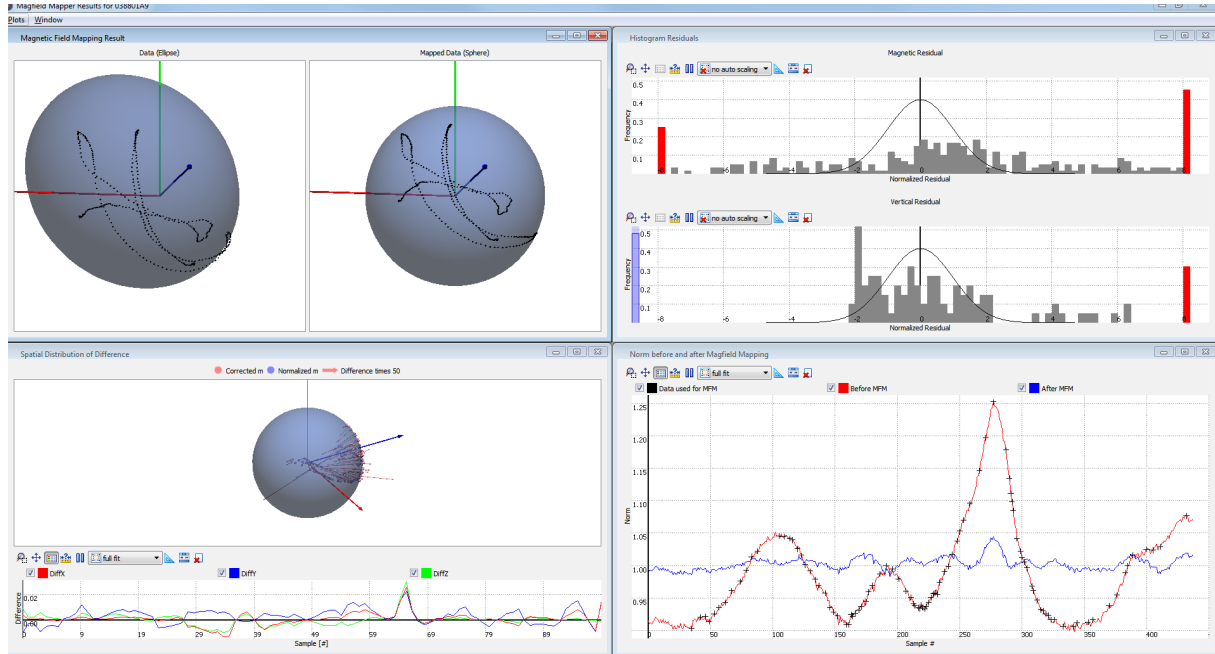 Magfield Mapper Results for 038801A9
Plots Window
Magnetic Field Mapping Result
Data (Ellipse) Mapped Data (Sphere)
Histogram Residuals
Magnetic Residual
no auto scaling
0.5
0.4
0.3
0.2
0.1
Frequency
-8 -6 -4 -2 0 2 4 6 8
Normalized Residual
Vertical Residual
no auto scaling
0.5
0.4
0.3
0.2
0.1
Frequency
-8 -6 -4 -2 0 2 4 6 8
Normalized Residual
Spatial Distribution of Difference
Corrected m Normalized m Difference times 50
full fit
DiffX DiffY DiffZ
0.02
0.00
Difference
0 9 19 29 39 49 59 69 79 89
Sample [#]
Norm before and after Magfield Mapping
full fit
Data used for MFM Before MFM After MFM
1.25
1.20
1.15
1.10
1.05
1.00
0.95
Norm
0 50 100 150 200 250 300 350 400
Sample #